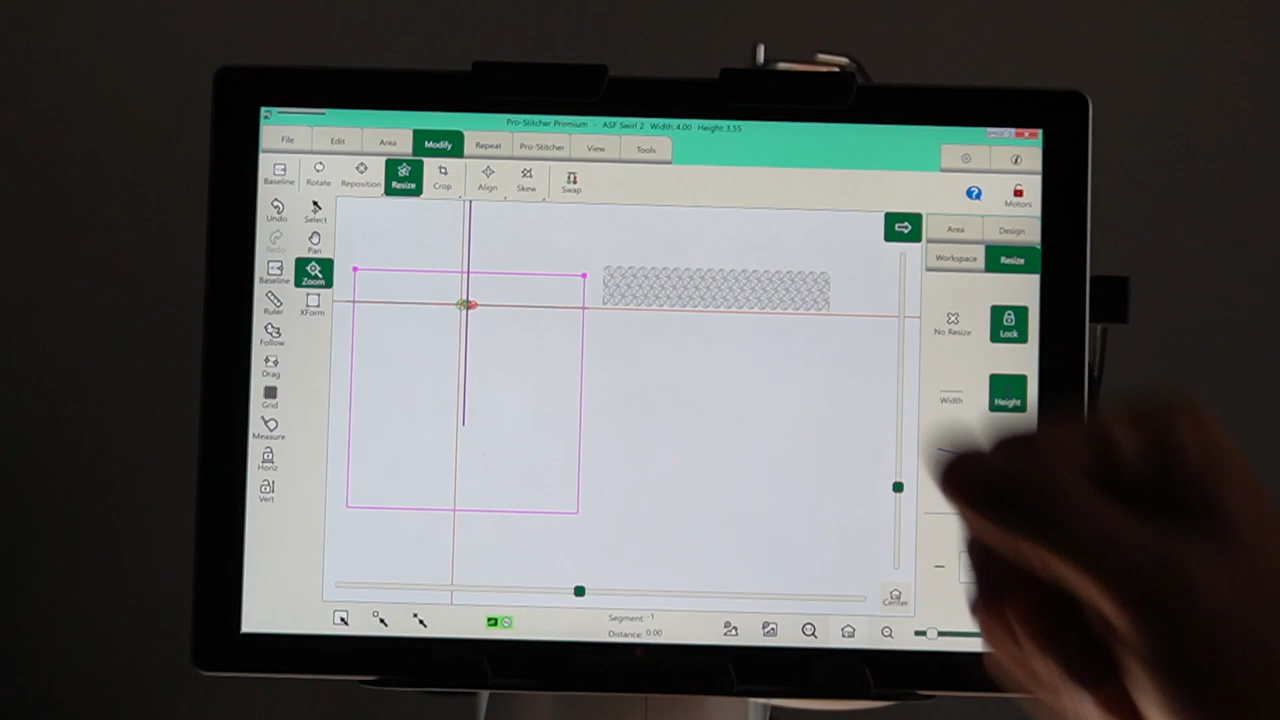 Pro-Stitcher Premium - ASF Swirl 2 Width:4.00 Height:3.55
File Edit Area Modify Repeat Pro-Stitcher View Tools
Baseline Rotate Reposition Resize Crop Align Skew Swap Motors
Undo Select
Redo Pan
Baseline Zoom
Ruler XForm
Follow
Drag
Grid
Measure
Horiz
Vert
Area Design
Workspace Resize
No Resize Lock
Width Height
Center
Segment: -1
Distance: 0.00